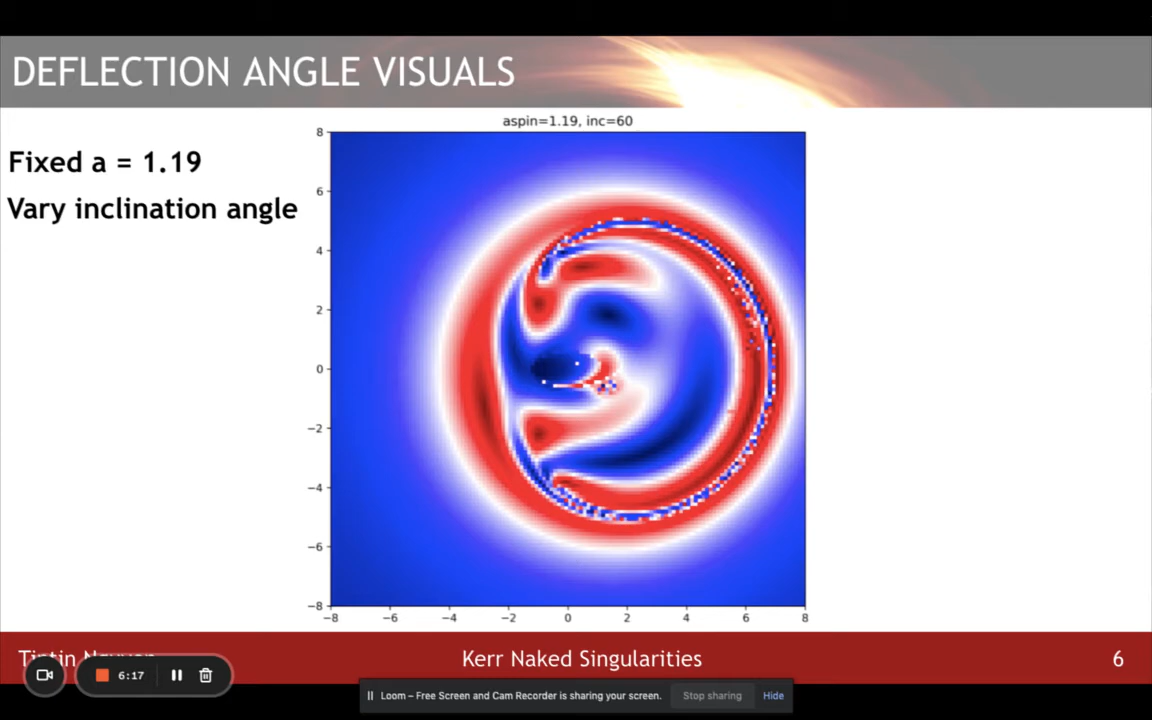 DEFLECTION ANGLE VISUALS
aspin=1.19, inc=60
Fixed a = 1.19
Vary inclination angle
8
6
4
2
0
−2
−4
−6
−8
−8 −6 −4 −2 0 2 4 6 8
Tintin
Kerr Naked Singularities
6
6:17
Loom – Free Screen and Cam Recorder is sharing your screen. Stop sharing Hide